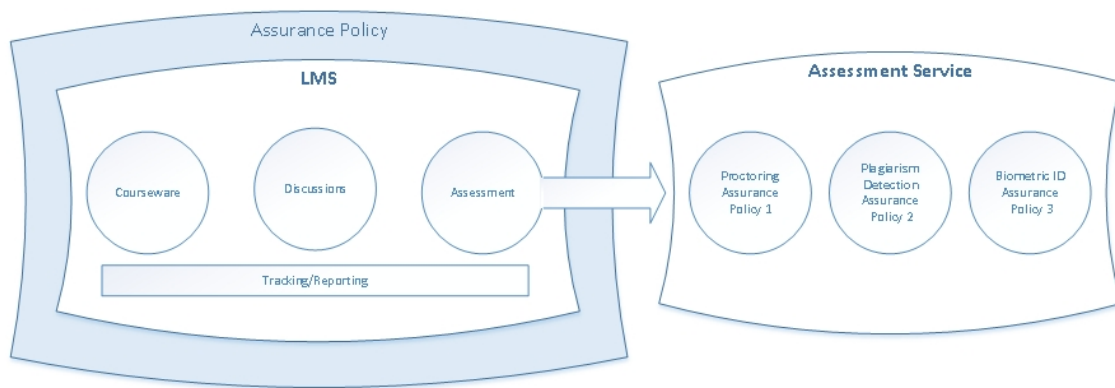 Assurance Policy
LMS
Courseware
Discussions
Assessment
Tracking/Reporting
Assessment Service
Proctoring
Assurance
Policy 1
Plagiarism
Detection
Assurance
Policy 2
Biometric ID
Assurance
Policy 3